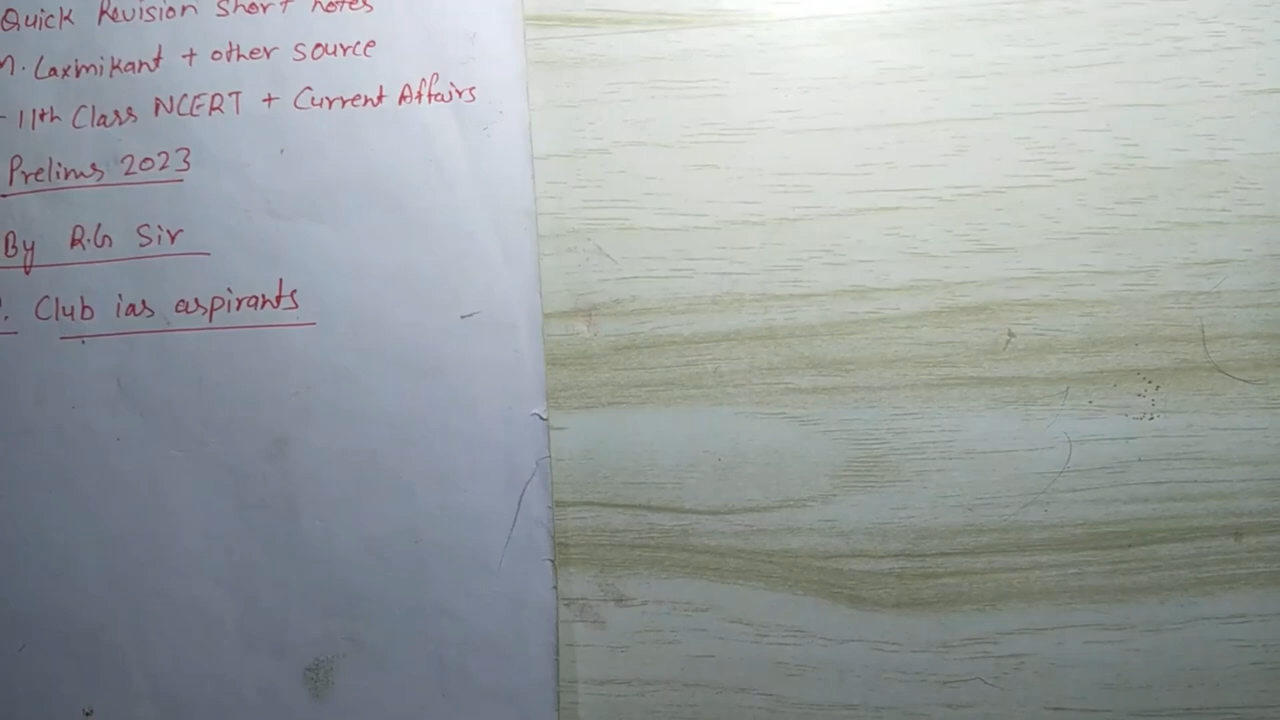 Quick Revision Short notes
M. Laxmikant + other source
- 11th Class NCERT + Current Affairs
Prelims 2023
By R.G Sir
. Club ias aspirants